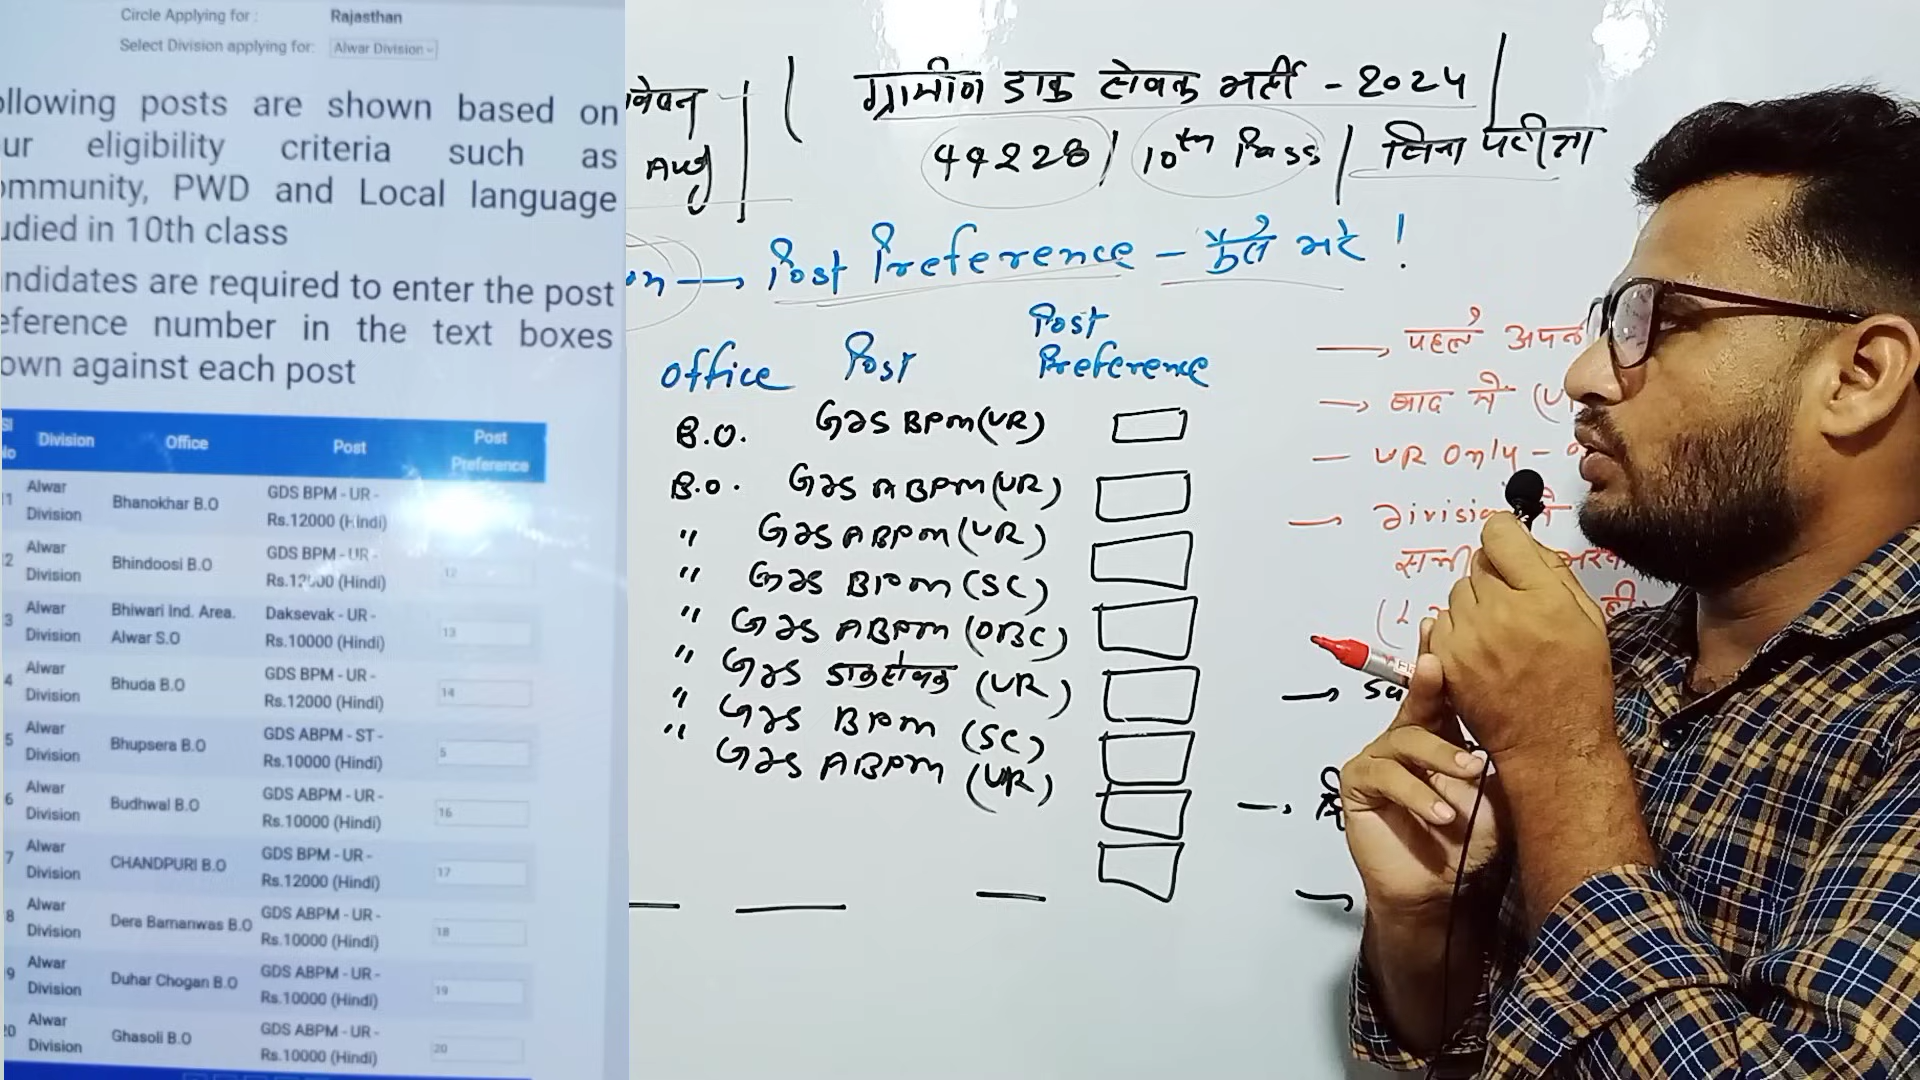 Circle Applying for : Rajasthan
Select Division applying for: Alwar Division
following posts are shown based on
eligibility criteria such as
PWD and Local language
in 10th class
are required to enter the post
number in the text boxes
against each post
Division Office Post Post Preference
Alwar Division Bhanokhar B.O GDS BPM - UR - Rs.12000 (Hindi)
2 Alwar Division Bhindoosi B.O GDS BPM - UR - Rs.12000 (Hindi) 12
3 Alwar Division Bhiwari Ind. Area. Alwar S.O Daksevak - UR - Rs.10000 (Hindi) 13
4 Alwar Division Bhuda B.O GDS BPM - UR - Rs.12000 (Hindi) 14
5 Alwar Division Bhupsera B.O GDS ABPM - ST - Rs.10000 (Hindi) 5
6 Alwar Division Budhwal B.O GDS ABPM - UR - Rs.10000 (Hindi) 16
7 Alwar Division CHANDPURI B.O GDS BPM - UR - Rs.12000 (Hindi) 17
8 Alwar Division Dera Bamanwas B.O GDS ABPM - UR - Rs.10000 (Hindi) 18
9 Alwar Division Duhar Chogan B.O GDS ABPM - UR - Rs.10000 (Hindi) 19
20 Alwar Division Ghasoli B.O GDS ABPM - UR - Rs.10000 (Hindi) 20
ग्रामीण डाक सेवक भर्ती - 2024
Aug 44228 / 10th Pass / बिना परीक्षा
Post Preference - कैसे भरे !
Office Post Post Preference
B.O. GDS BPM (UR)
B.O. GDS ABPM (UR)
" GDS ABPM (UR)
" GDS BPM (SC)
" GDS ABPM (OBC)
" GDS डाकसेवक (UR)
" GDS BPM (SC)
" GDS ABPM (UR)
→ पहले
→ बाद में
- UR Only -
→ Division